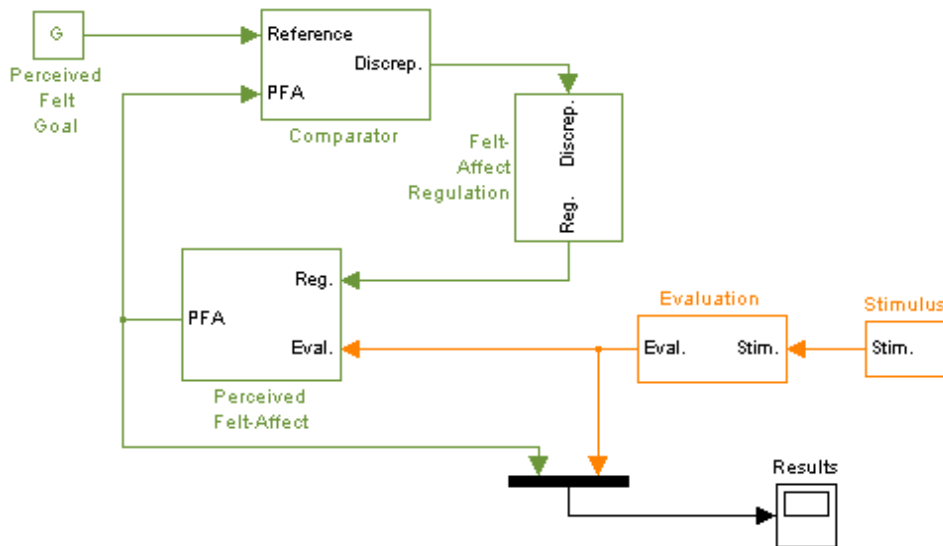 G
Perceived
Felt
Goal
Reference
Discrep.
PFA
Comparator
Discrep.
Reg.
Felt-
Affect
Regulation
Reg.
PFA
Eval.
Perceived
Felt-Affect
Evaluation
Eval. Stim.
Stimulus
Stim.
Results